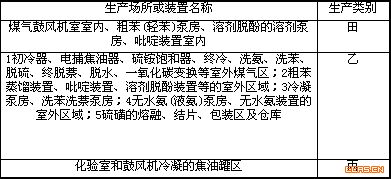 生产场所或装置名称
生产类别
煤气鼓风机室室内、粗苯(轻苯)泵房、溶剂脱酚的溶剂泵
房、吡啶装置室内
田
1初冷器、电捕焦油器、硫铵饱和器、终冷、洗氨、洗苯、
脱硫、终脱萘、脱水、一氧化碳变换等室外煤气区;2粗苯
蒸馏装置、吡啶装置、溶剂脱酚装置等的室外区域;3冷凝
泵房、洗苯洗萘泵房;4无水氨(液氨)泵房、无水氨装置的
室外区域;5硫磺的熔融、结片、包装区及仓库
乙
化验室和鼓风机冷凝的焦油罐区
丙